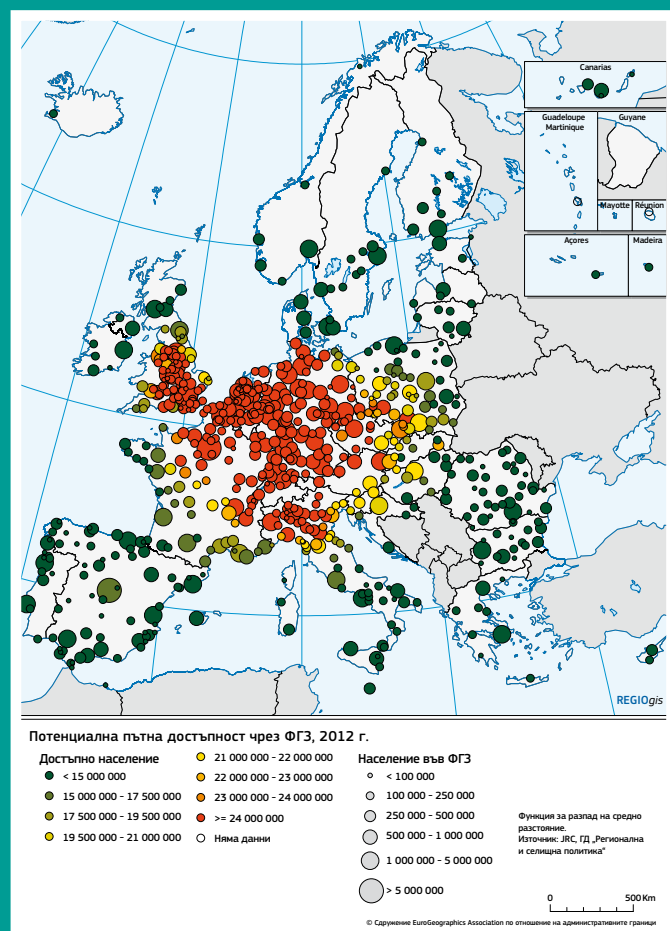 Canarias
Guadeloupe
Martinique
Guyane
Mayotte
Réunion
Açores
Madeira
REGIOgis
Потенциална пътна достъпност чрез ФГЗ, 2012 г.
Достъпно население
< 15 000 000
15 000 000 - 17 500 000
17 500 000 - 19 500 000
19 500 000 - 21 000 000
21 000 000 - 22 000 000
22 000 000 - 23 000 000
23 000 000 - 24 000 000
>= 24 000 000
Няма данни
Население във ФГЗ
< 100 000
100 000 - 250 000
250 000 - 500 000
500 000 - 1 000 000
1 000 000 - 5 000 000
> 5 000 000
Функция за разпад на средно
разстояние.
Източник: JRC, ГД „Регионална
и селищна политика“
0 500 Km
© Сдружение EuroGeographics Association по отношение на административните граници